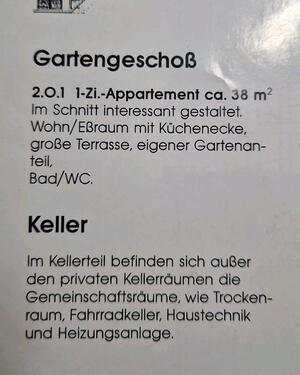 Gartengeschoß
2.0.1 1-Zi.-Appartement ca. 38 m²
Im Schnitt interessant gestaltet.
Wohn/Eßraum mit Küchenecke,
große Terrasse, eigener Gartenan-
teil,
Bad/WC.
Keller
Im Kellerteil befinden sich außer
den privaten Kellerräumen die
Gemeinschaftsräume, wie Trocken-
raum, Fahrradkeller, Haustechnik
und Heizungsanlage.